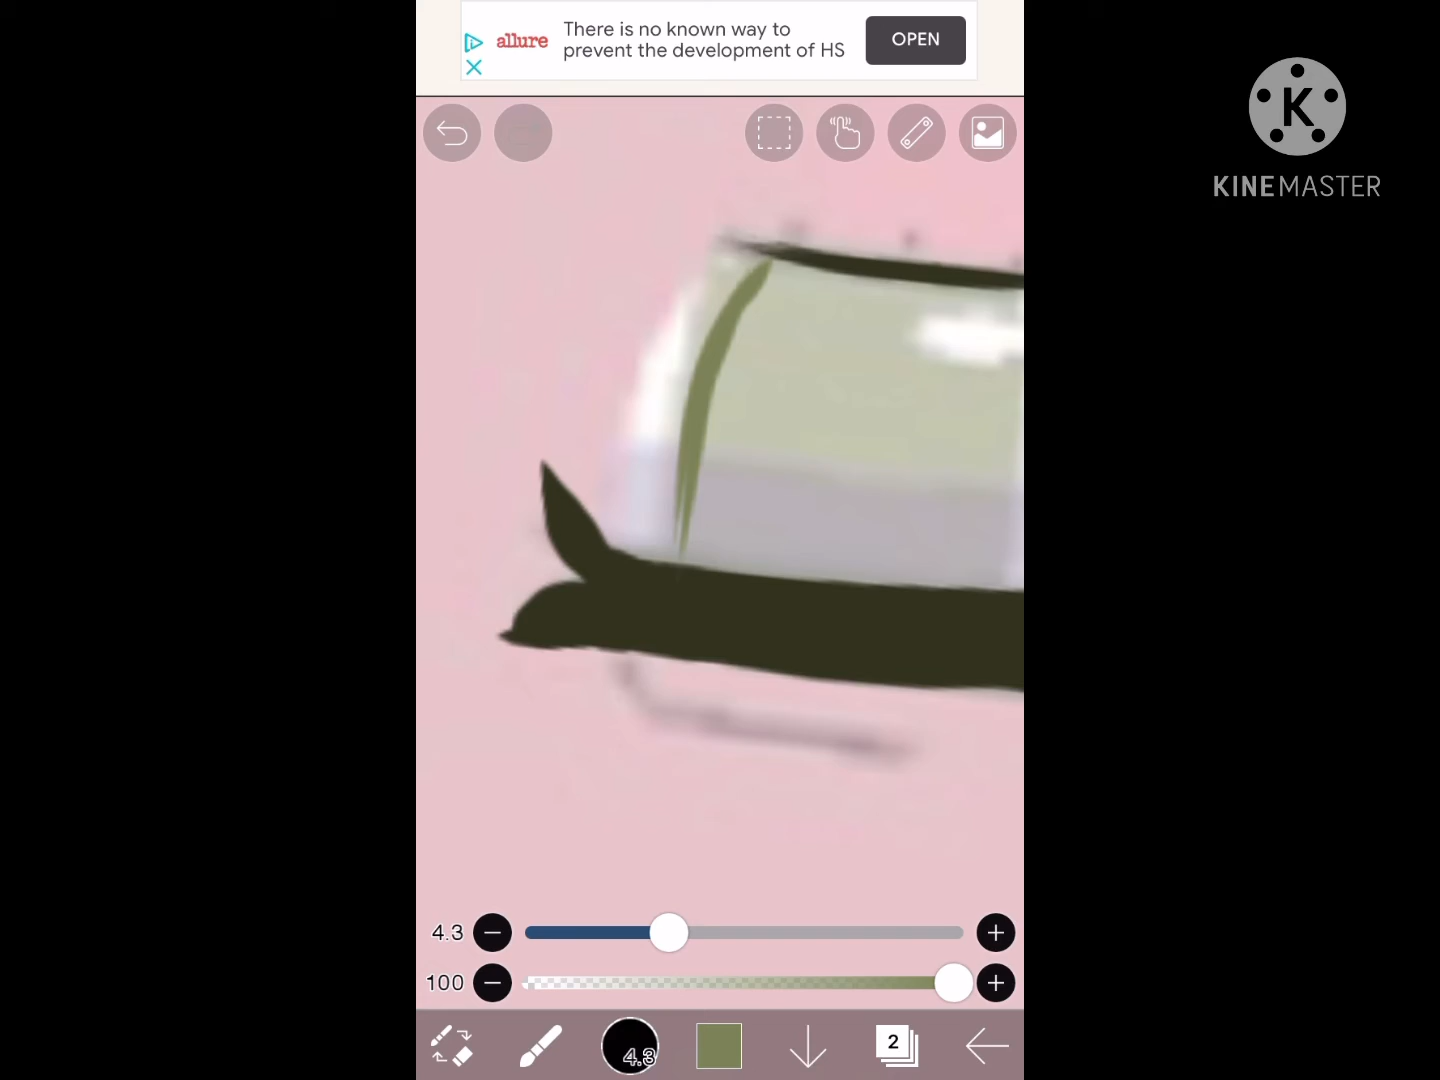 allure
There is no known way to
prevent the development of HS
OPEN
K
KINEMASTER
4.3
100
4.3
2